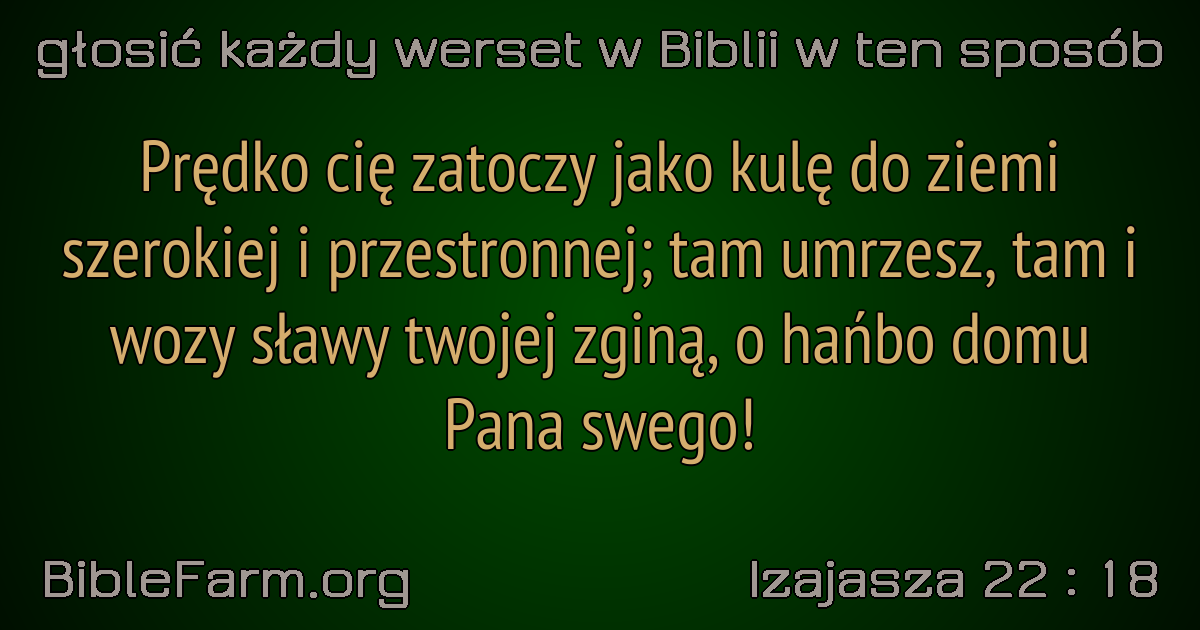 głosić każdy werset w Biblii w ten sposób
Prędko cię zatoczy jako kulę do ziemi
szerokiej i przestronnej; tam umrzesz, tam i
wozy sławy twojej zginą, o hańbo domu
Pana swego!
BibleFarm.org
Izajasza 22 : 18